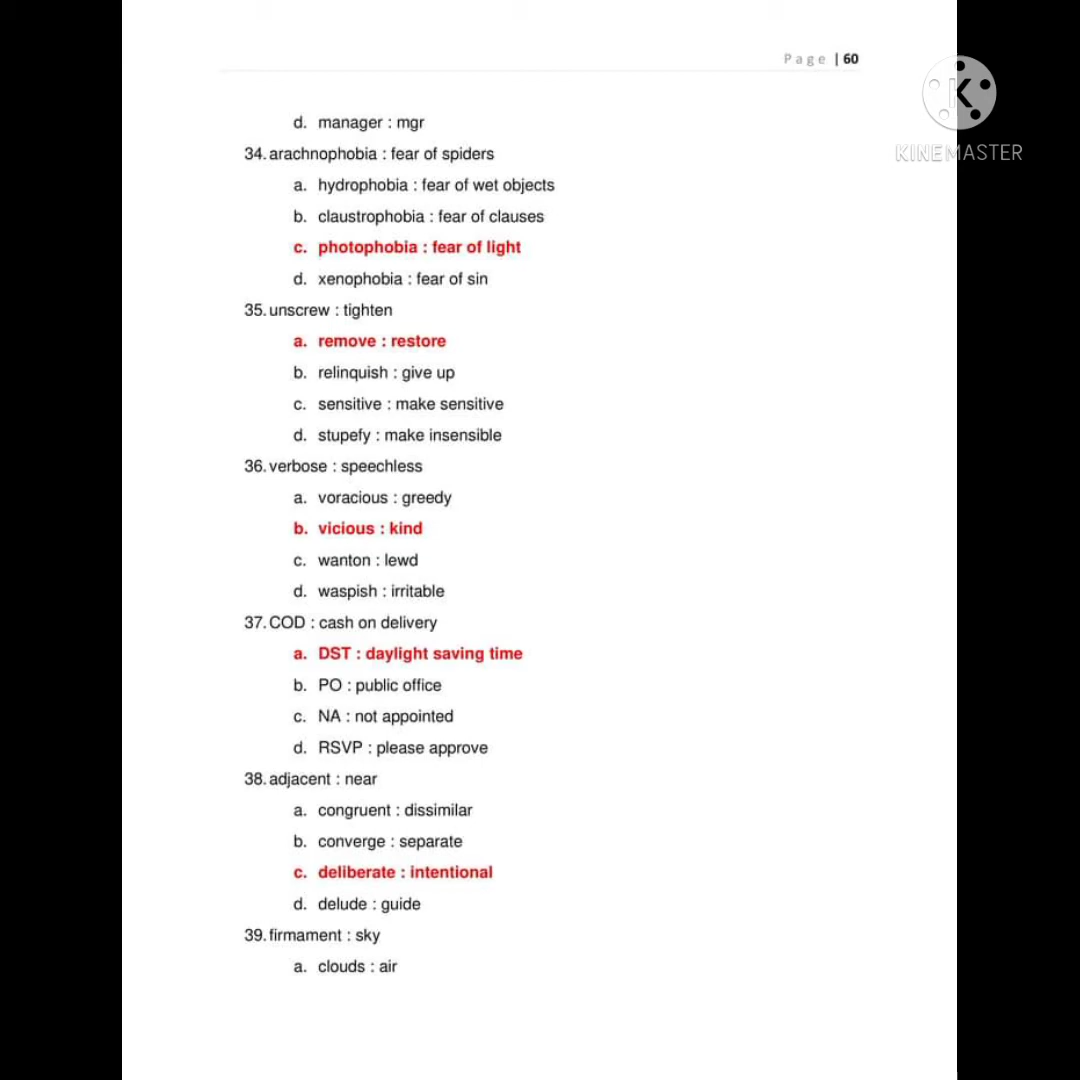 Page | 60
KINEMASTER
d. manager : mgr
34. arachnophobia : fear of spiders
a. hydrophobia : fear of wet objects
b. claustrophobia : fear of clauses
c. photophobia : fear of light
d. xenophobia : fear of sin
35. unscrew : tighten
a. remove : restore
b. relinquish : give up
c. sensitive : make sensitive
d. stupefy : make insensible
36. verbose : speechless
a. voracious : greedy
b. vicious : kind
c. wanton : lewd
d. waspish : irritable
37. COD : cash on delivery
a. DST : daylight saving time
b. PO : public office
c. NA : not appointed
d. RSVP : please approve
38. adjacent : near
a. congruent : dissimilar
b. converge : separate
c. deliberate : intentional
d. delude : guide
39. firmament : sky
a. clouds : air